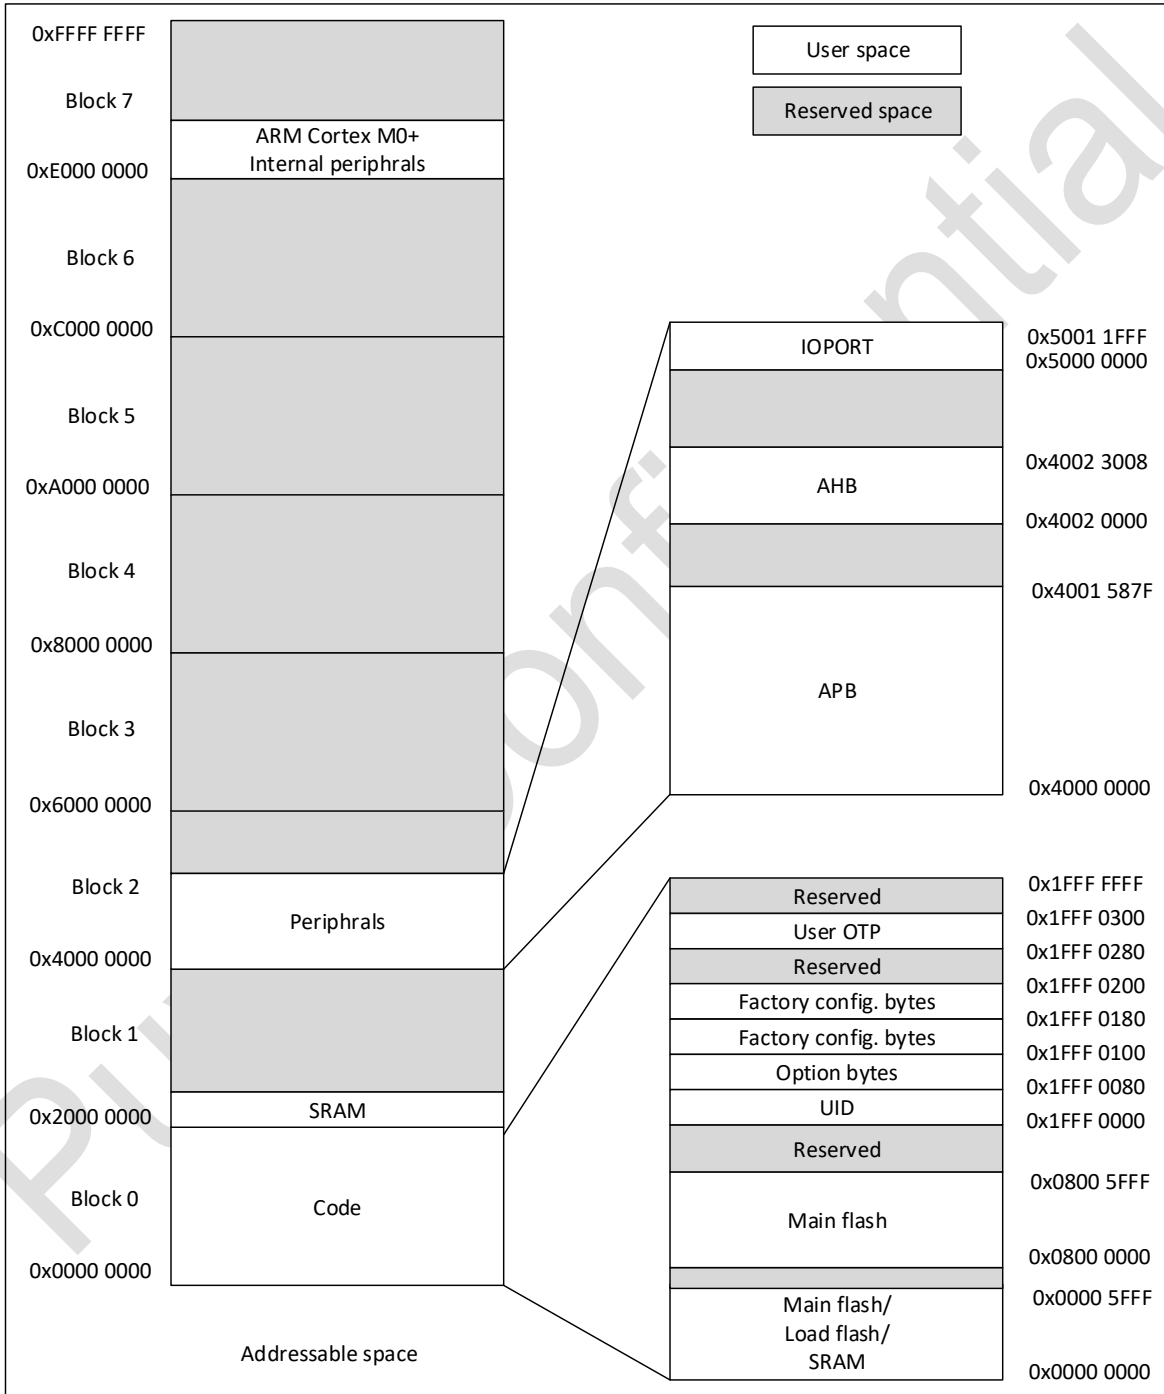 0xFFFF FFFF
Block 7
ARM Cortex M0+
Internal periphrals
0xE000 0000
Block 6
0xC000 0000
Block 5
0xA000 0000
Block 4
0x8000 0000
Block 3
0x6000 0000
Block 2
Periphrals
0x4000 0000
Block 1
0x2000 0000
SRAM
Block 0
Code
0x0000 0000
Addressable space
User space
Reserved space
IOPORT
0x5001 1FFF
0x5000 0000
0x4002 3008
AHB
0x4002 0000
0x4001 587F
APB
0x4000 0000
0x1FFF FFFF
Reserved
0x1FFF 0300
User OTP
0x1FFF 0280
Reserved
0x1FFF 0200
Factory config. bytes
0x1FFF 0180
Factory config. bytes
0x1FFF 0100
Option bytes
0x1FFF 0080
UID
0x1FFF 0000
Reserved
0x0800 5FFF
Main flash
0x0800 0000
0x0000 5FFF
Main flash/
Load flash/
SRAM
0x0000 0000